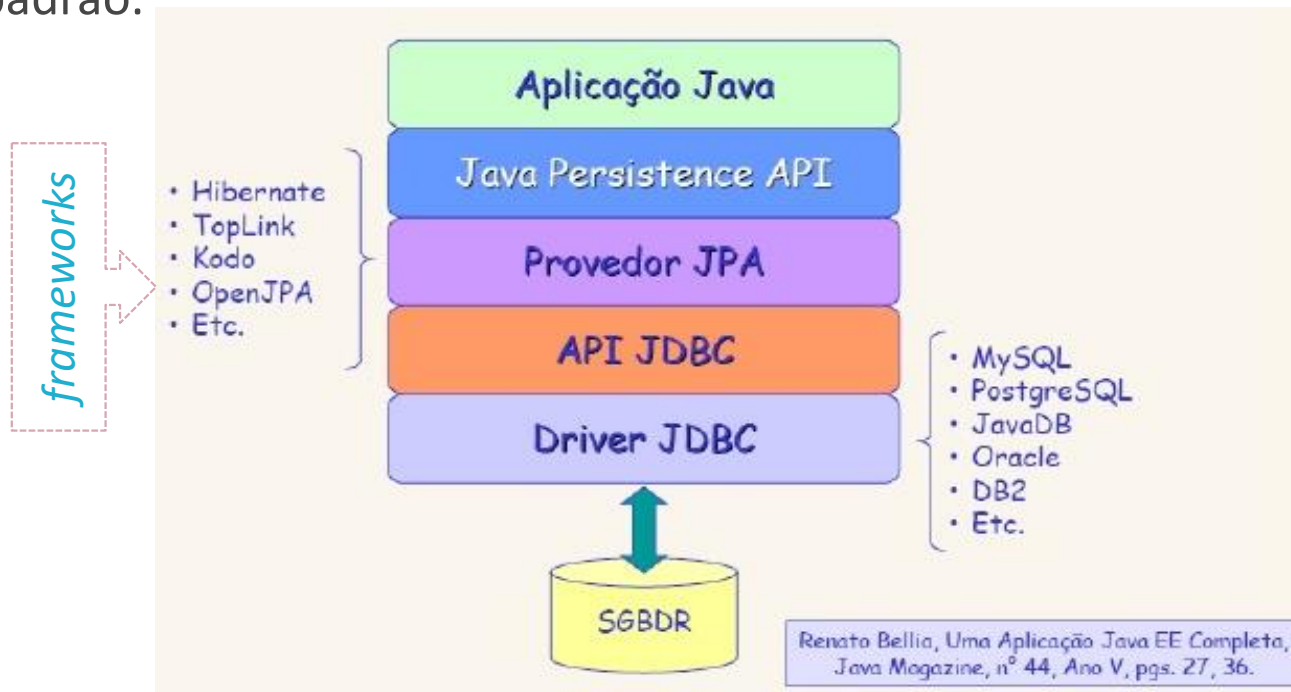 padrão.
Aplicação Java
Java Persistence API
Provedor JPA
API JDBC
Driver JDBC
SGBDR
frameworks
• Hibernate
• TopLink
• Kodo
• OpenJPA
• Etc.
• MySQL
• PostgreSQL
• JavaDB
• Oracle
• DB2
• Etc.
Renato Bellia, Uma Aplicação Java EE Completa,
Java Magazine, nº 44, Ano V, pgs. 27, 36.